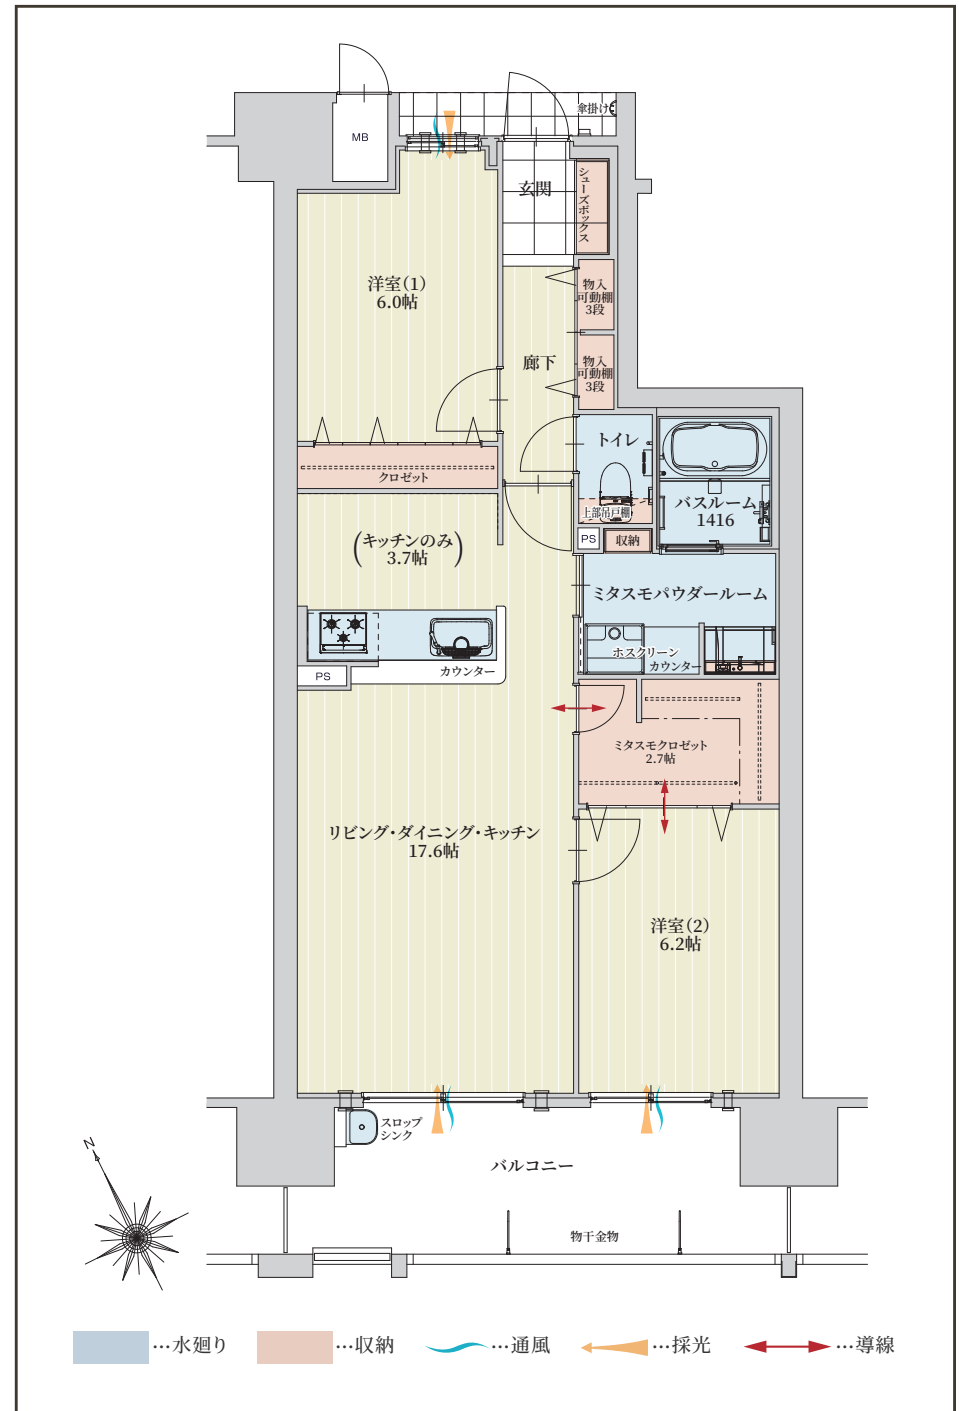 傘掛け
MB
玄関
シューズボックス
洋室(1)
6.0帖
物入
可動棚
3段
廊下
物入
可動棚
3段
トイレ
クロゼット
バスルーム
1416
上部吊戸棚
PS
収納
(キッチンのみ)
3.7帖
ミタスモパウダールーム
ホスクリーン
カウンター
カウンター
PS
ミタスモクロゼット
2.7帖
リビング・ダイニング・キッチン
17.6帖
洋室(2)
6.2帖
スロップ
シンク
バルコニー
N
物干金物
…水廻り
…収納
…通風
…採光
…導線